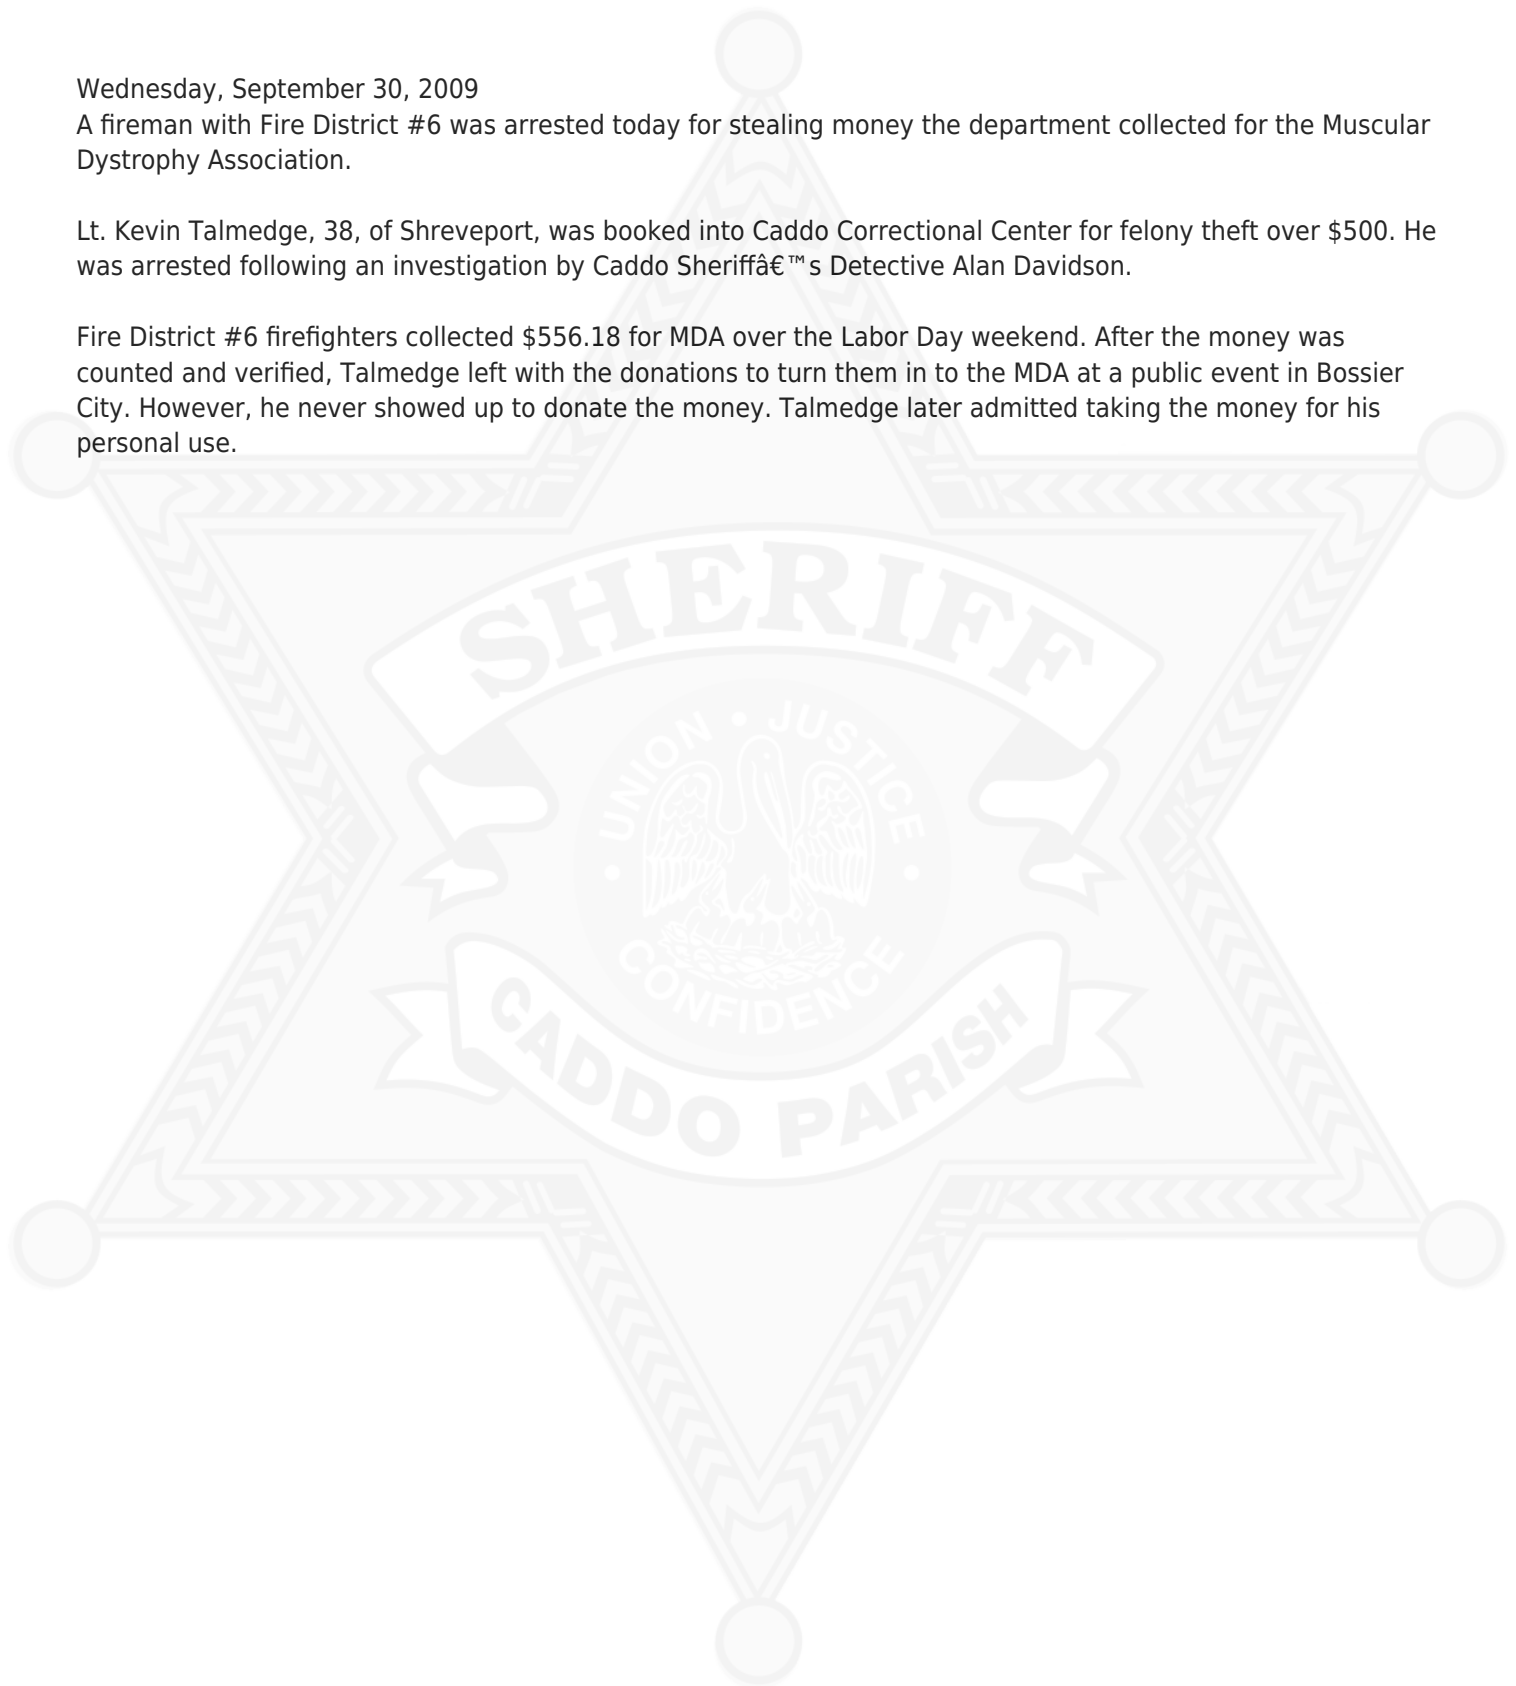 Wednesday, September 30, 2009
A fireman with Fire District #6 was arrested today for stealing money the department collected for the Muscular
Dystrophy Association.
Lt. Kevin Talmedge, 38, of Shreveport, was booked into Caddo Correctional Center for felony theft over $500. He
was arrested following an investigation by Caddo Sheriffâ€™s Detective Alan Davidson.
Fire District #6 firefighters collected $556.18 for MDA over the Labor Day weekend. After the money was
counted and verified, Talmedge left with the donations to turn them in to the MDA at a public event in Bossier
City. However, he never showed up to donate the money. Talmedge later admitted taking the money for his
personal use.
SHERIFF
UNION • JUSTICE
• CONFIDENCE •
CADDO PARISH